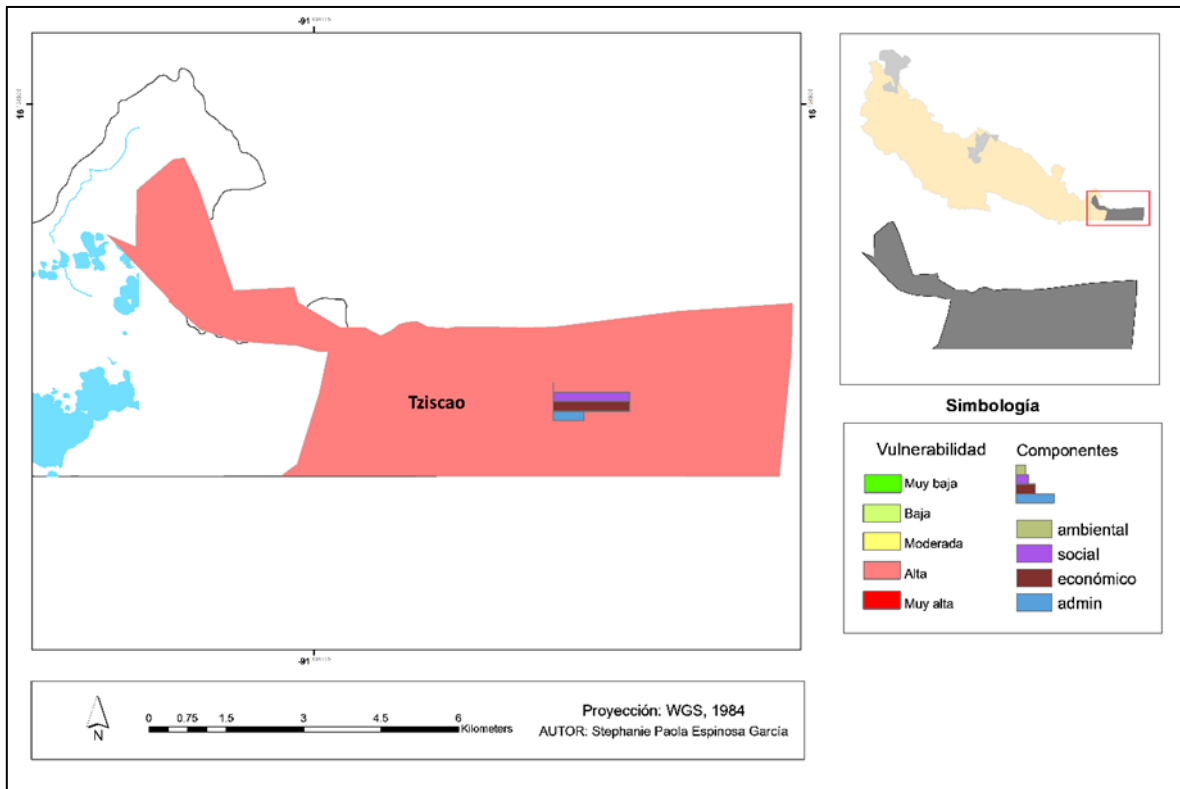 -91
16
16
Tziscao
-91
Simbología
Vulnerabilidad
Muy baja
Baja
Moderada
Alta
Muy alta
Componentes
ambiental
social
económico
admin
N
0 0.75 1.5 3 4.5 6
Kilometers
Proyección: WGS, 1984
AUTOR: Stephanie Paola Espinosa García